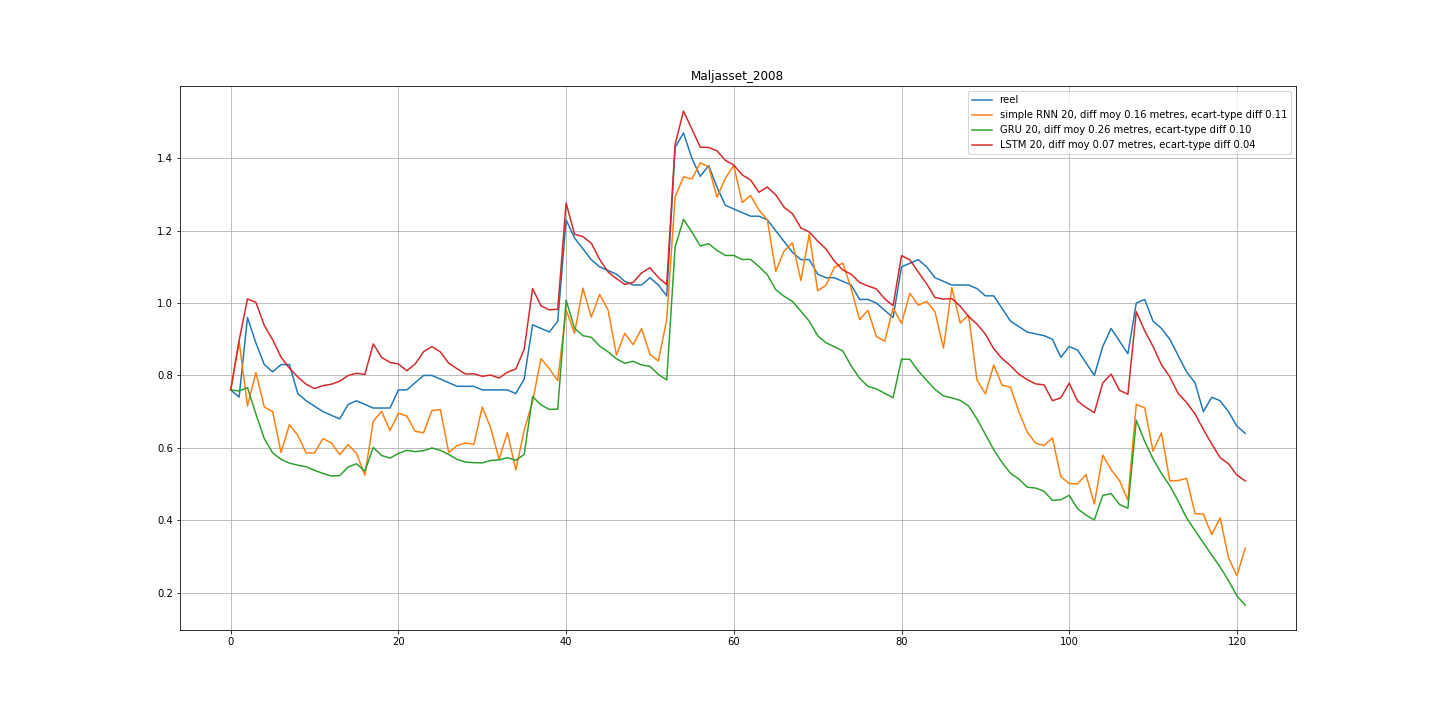 Maljasset_2008
reel
simple RNN 20, diff moy 0.16 metres, ecart-type diff 0.11
GRU 20, diff moy 0.26 metres, ecart-type diff 0.10
LSTM 20, diff moy 0.07 metres, ecart-type diff 0.04
1.4
1.2
1.0
0.8
0.6
0.4
0.2
0 20 40 60 80 100 120